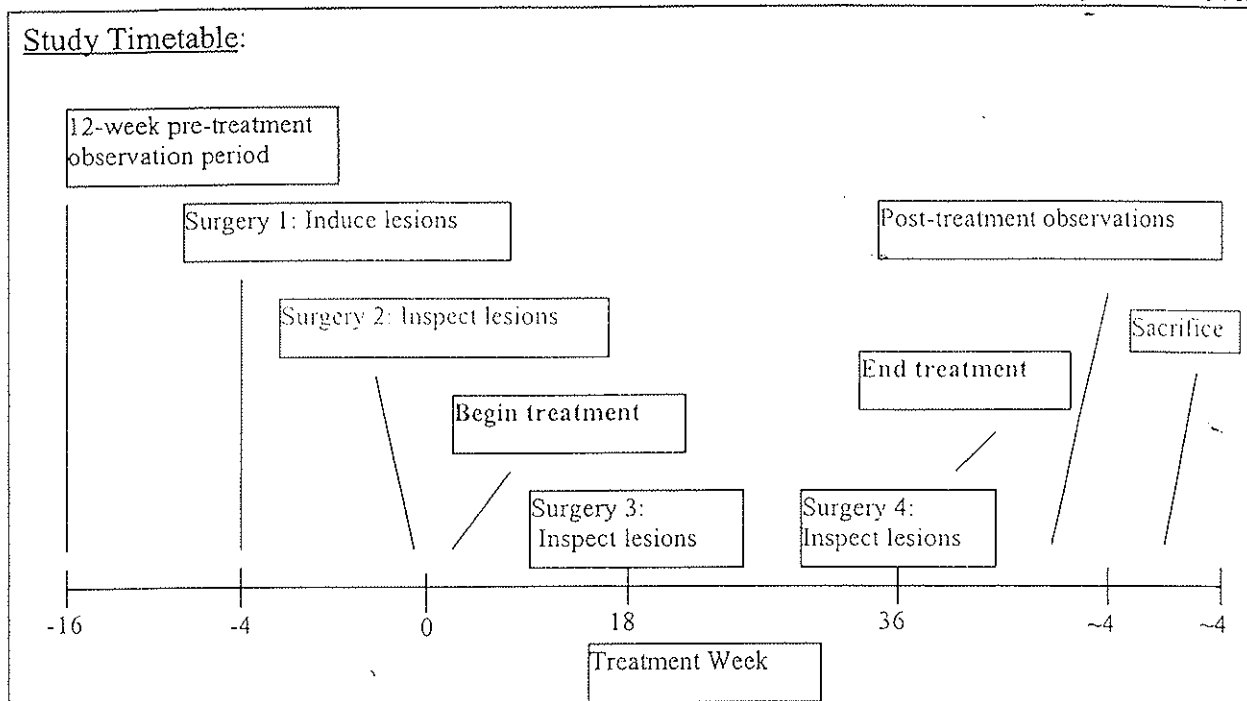 Study Timetable:
12-week pre-treatment
observation period
Surgery 1: Induce lesions
Post-treatment observations
Surgery 2: Inspect lesions
Sacrifice
End treatment
Begin treatment
Surgery 3:
Inspect lesions
Surgery 4:
Inspect lesions
-16
-4
0
18
36
~4
~4
Treatment Week